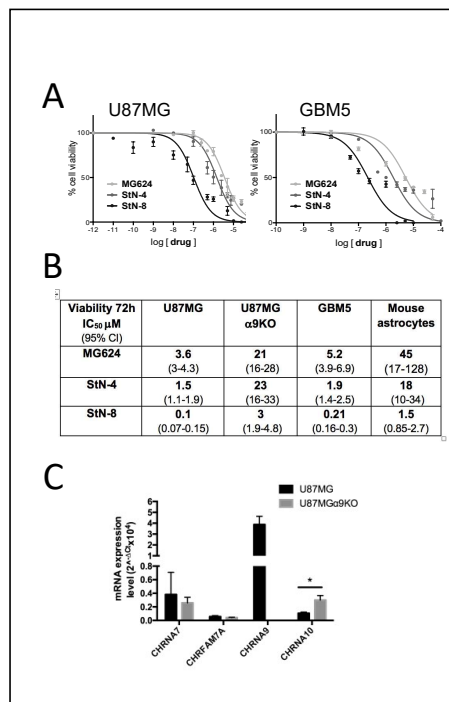 A
U87MG
GBM5
% cell viability
100
50
0
MG624
StN-4
StN-8
-12 -11 -10 -9 -8 -7 -6 -5 -4
log [ drug ]
% cell viability
100
50
0
MG624
StN-4
StN-8
-10 -9 -8 -7 -6 -5 -4
log [ drug ]
B
Viability 72h IC50 μM (95% CI) U87MG U87MG α9KO GBM5 Mouse astrocytes
MG624 3.6 (3-4.3) 21 (16-28) 5.2 (3.9-6.9) 45 (17-128)
StN-4 1.5 (1.1-1.9) 23 (16-33) 1.9 (1.4-2.5) 18 (10-34)
StN-8 0.1 (0.07-0.15) 3 (1.9-4.8) 0.21 (0.16-0.3) 1.5 (0.85-2.7)
C
U87MG
U87MGα9KO
mRNA expression
level (2^-ΔCtx10⁴)
6
5
4
3
2
1
0.8
0.6
0.4
0.2
0.0
*
CHRNA7
CHRFAM7A
CHRNA9
CHRNA10